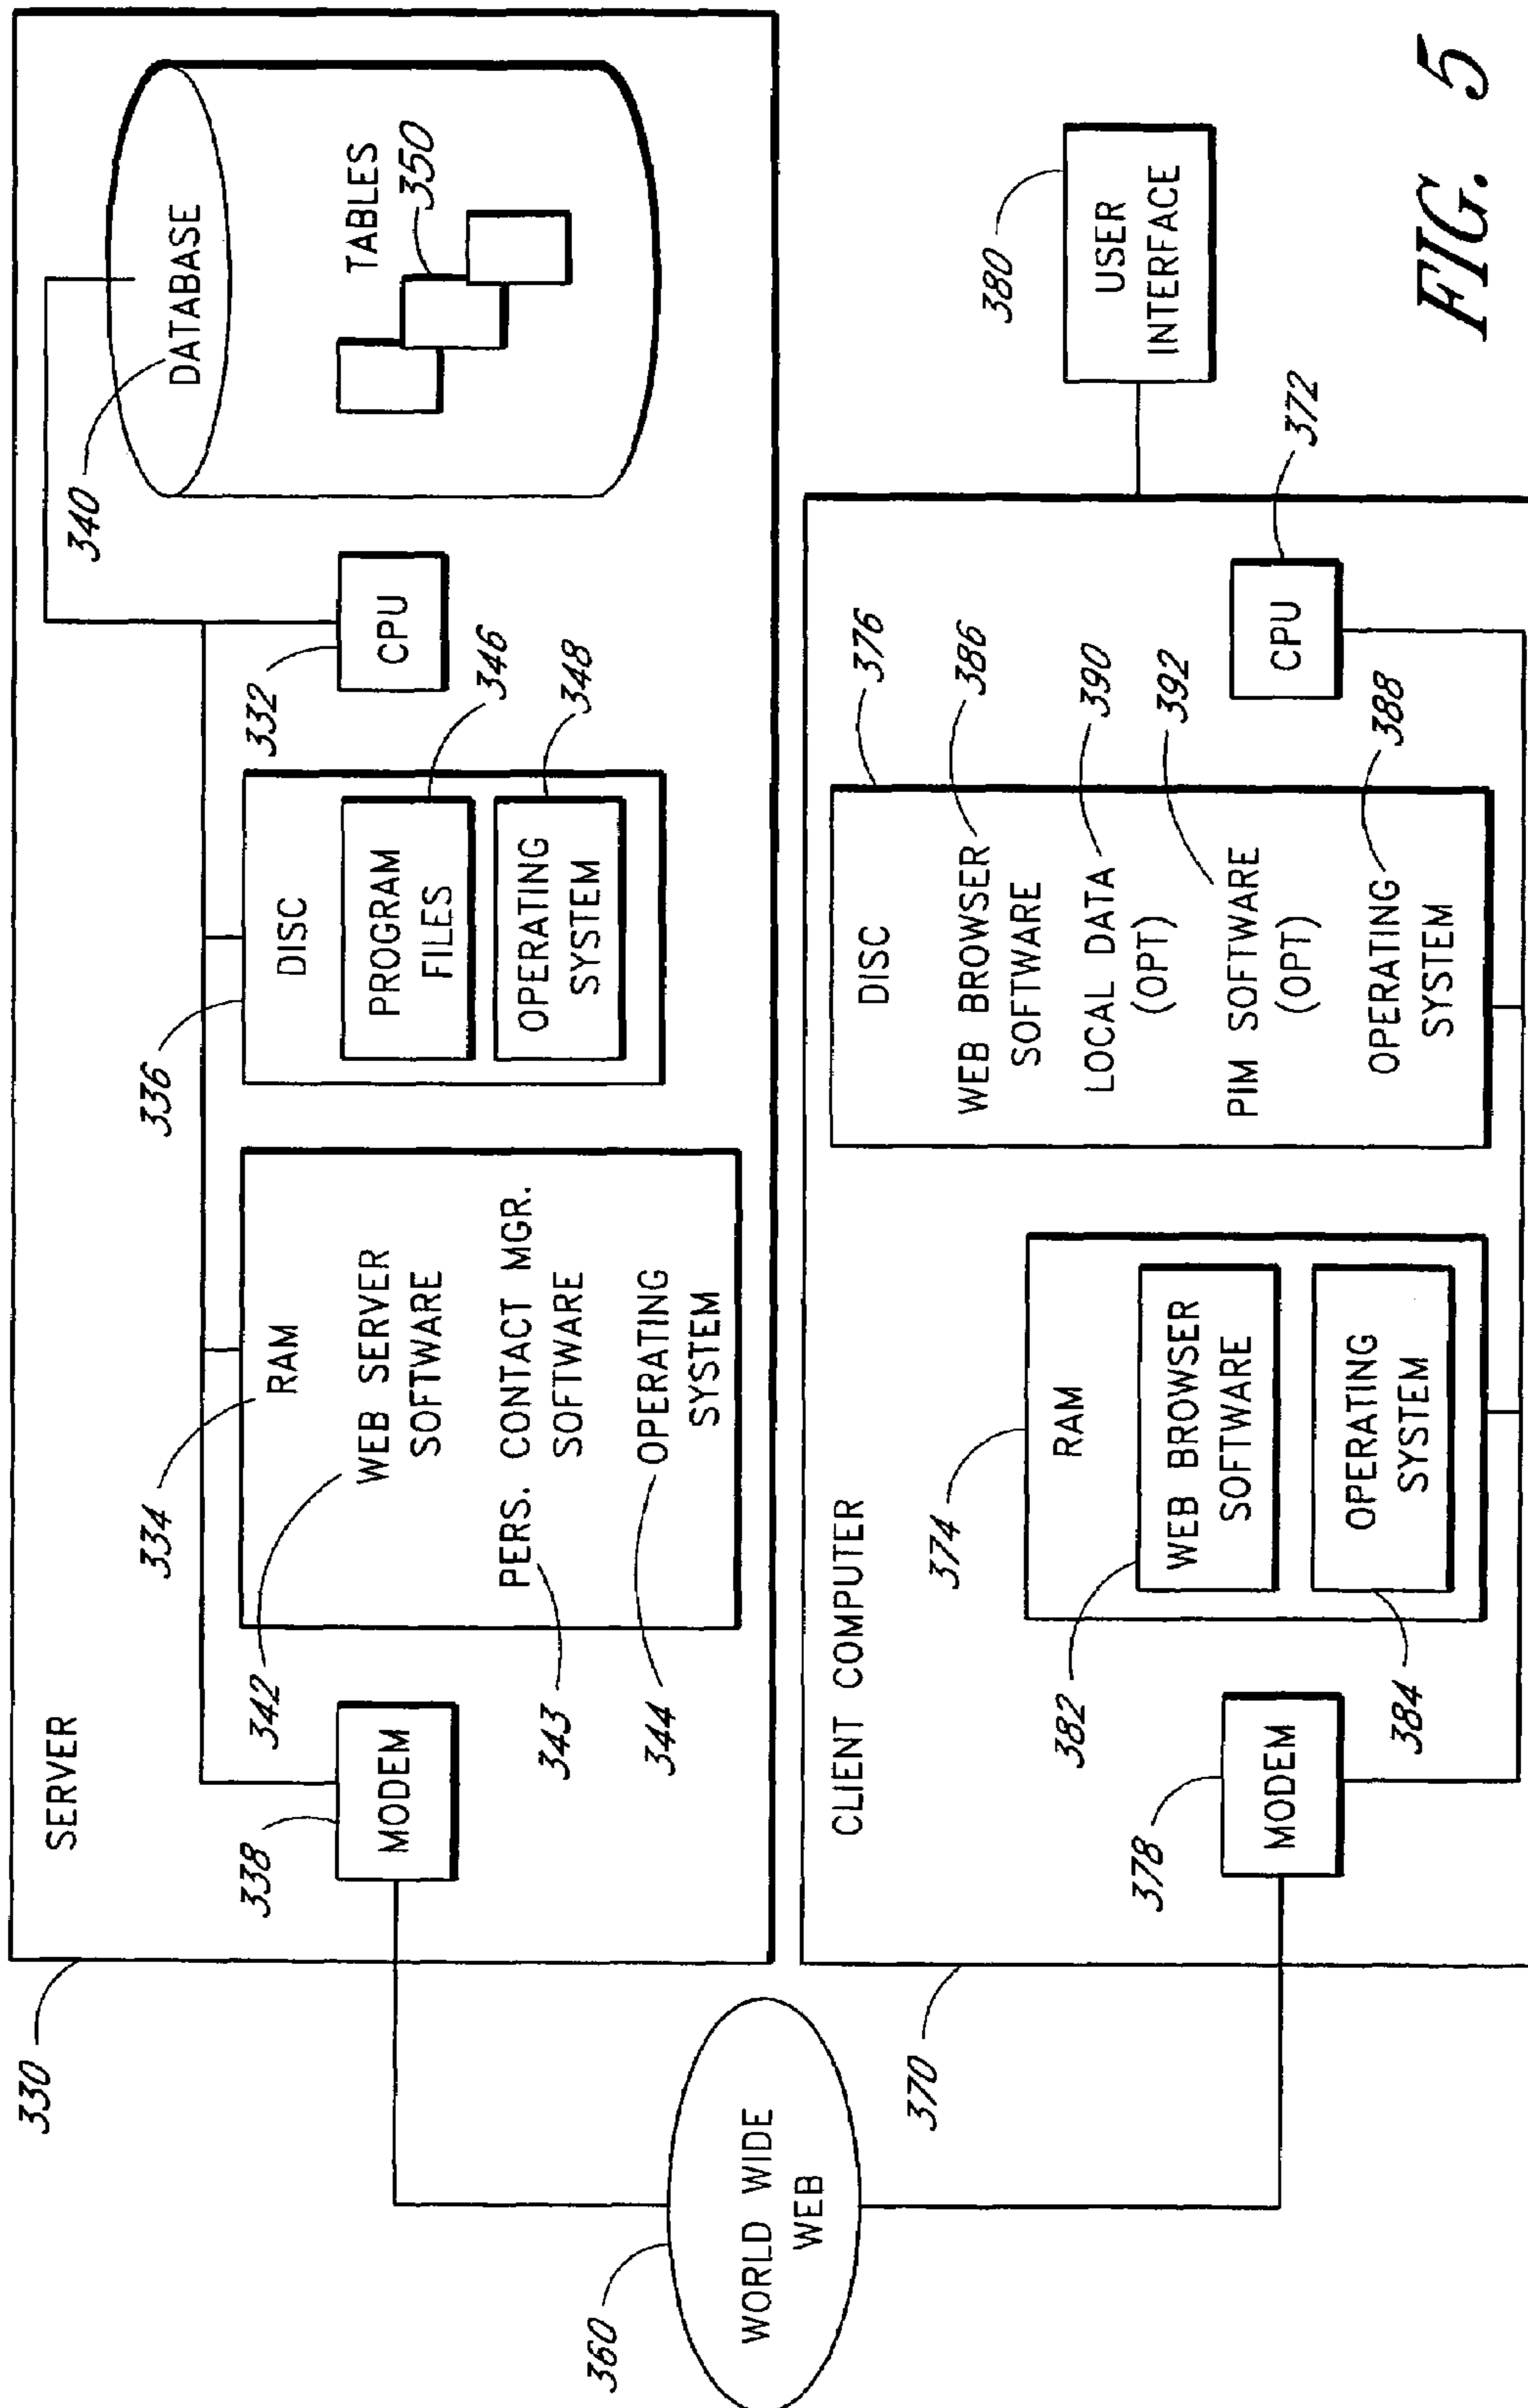 330
SERVER
340
DATABASE
TABLES
350
332
CPU
336
DISC
PROGRAM
FILES
346
OPERATING
SYSTEM
348
334
RAM
342
WEB SERVER
SOFTWARE
343
PERS. CONTACT MGR.
SOFTWARE
344
OPERATING
SYSTEM
338
MODEM
360
WORLD WIDE
WEB
370
CLIENT COMPUTER
378
MODEM
374
RAM
382
WEB BROWSER
SOFTWARE
384
OPERATING
SYSTEM
376
DISC
WEB BROWSER
SOFTWARE
386
LOCAL DATA
(OPT)
390
PIM SOFTWARE
(OPT)
392
OPERATING
SYSTEM
388
CPU
372
380
USER
INTERFACE
FIG. 5